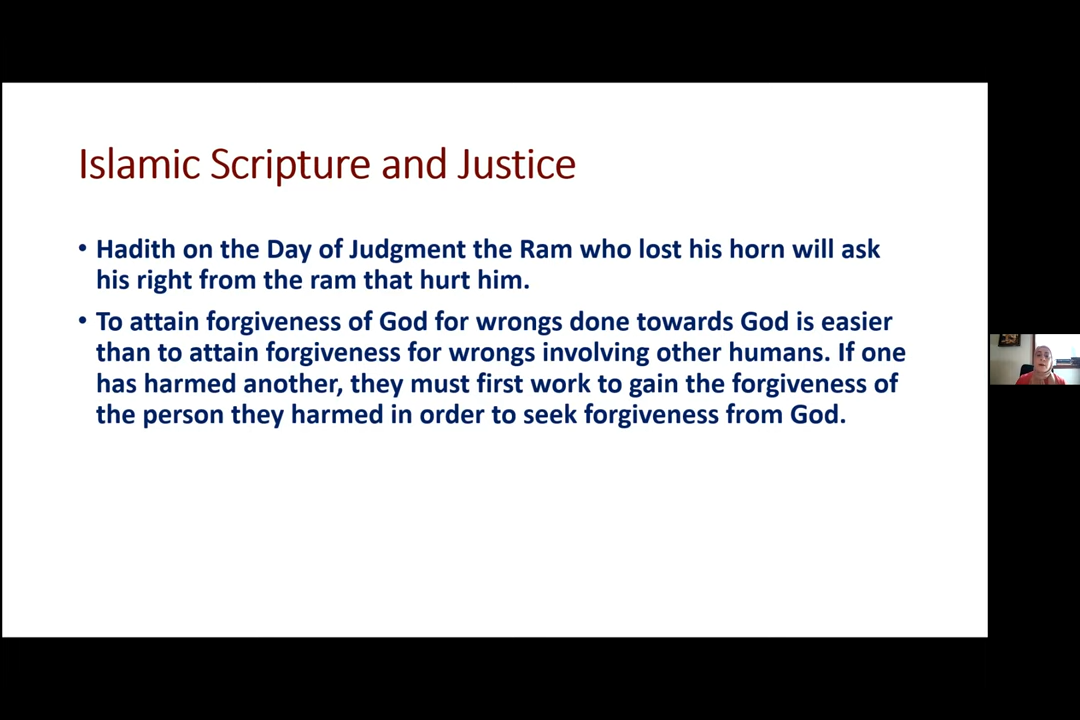 Islamic Scripture and Justice
• Hadith on the Day of Judgment the Ram who lost his horn will ask
his right from the ram that hurt him.
• To attain forgiveness of God for wrongs done towards God is easier
than to attain forgiveness for wrongs involving other humans. If one
has harmed another, they must first work to gain the forgiveness of
the person they harmed in order to seek forgiveness from God.